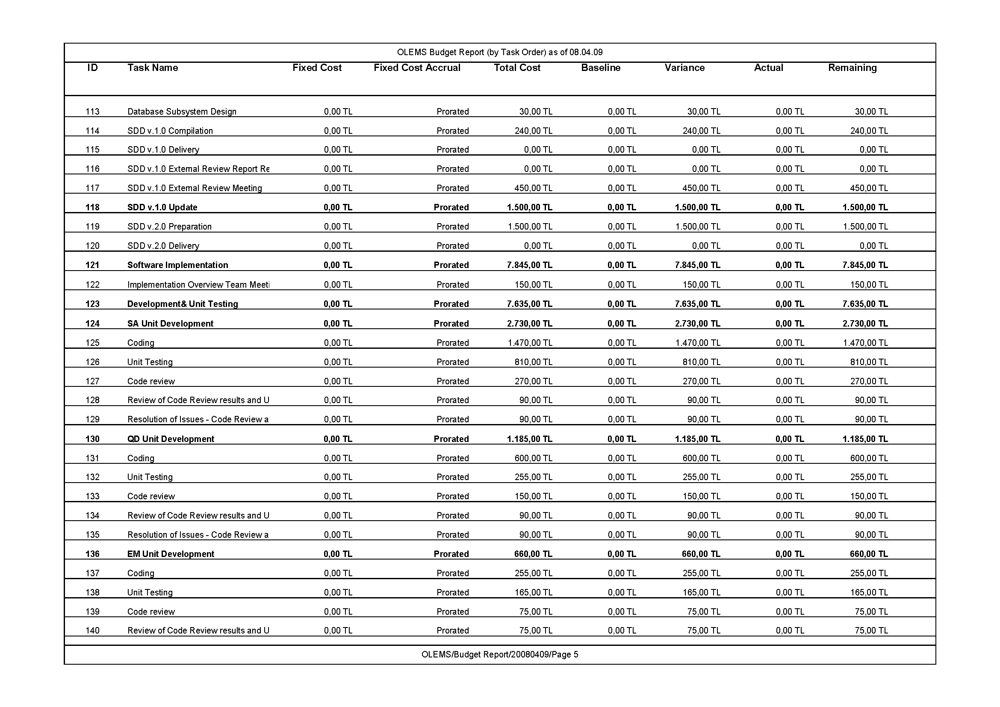 OLEMS Budget Report (by Task Order) as of 08.04.09
ID Task Name Fixed Cost Fixed Cost Accrual Total Cost Baseline Variance Actual Remaining
113 Database Subsystem Design 0,00 TL Prorated 30,00 TL 0,00 TL 30,00 TL 0,00 TL 30,00 TL
114 SDD v.1.0 Compilation 0,00 TL Prorated 240,00 TL 0,00 TL 240,00 TL 0,00 TL 240,00 TL
115 SDD v.1.0 Delivery 0,00 TL Prorated 0,00 TL 0,00 TL 0,00 TL 0,00 TL 0,00 TL
116 SDD v.1.0 External Review Report Re 0,00 TL Prorated 0,00 TL 0,00 TL 0,00 TL 0,00 TL 0,00 TL
117 SDD v.1.0 External Review Meeting 0,00 TL Prorated 450,00 TL 0,00 TL 450,00 TL 0,00 TL 450,00 TL
118 SDD v.1.0 Update 0,00 TL Prorated 1.500,00 TL 0,00 TL 1.500,00 TL 0,00 TL 1.500,00 TL
119 SDD v.2.0 Preparation 0,00 TL Prorated 1.500,00 TL 0,00 TL 1.500,00 TL 0,00 TL 1.500,00 TL
120 SDD v.2.0 Delivery 0,00 TL Prorated 0,00 TL 0,00 TL 0,00 TL 0,00 TL 0,00 TL
121 Software Implementation 0,00 TL Prorated 7.845,00 TL 0,00 TL 7.845,00 TL 0,00 TL 7.845,00 TL
122 Implementation Overview Team Meeti 0,00 TL Prorated 150,00 TL 0,00 TL 150,00 TL 0,00 TL 150,00 TL
123 Development& Unit Testing 0,00 TL Prorated 7.635,00 TL 0,00 TL 7.635,00 TL 0,00 TL 7.635,00 TL
124 SA Unit Development 0,00 TL Prorated 2.730,00 TL 0,00 TL 2.730,00 TL 0,00 TL 2.730,00 TL
125 Coding 0,00 TL Prorated 1.470,00 TL 0,00 TL 1.470,00 TL 0,00 TL 1.470,00 TL
126 Unit Testing 0,00 TL Prorated 810,00 TL 0,00 TL 810,00 TL 0,00 TL 810,00 TL
127 Code review 0,00 TL Prorated 270,00 TL 0,00 TL 270,00 TL 0,00 TL 270,00 TL
128 Review of Code Review results and U 0,00 TL Prorated 90,00 TL 0,00 TL 90,00 TL 0,00 TL 90,00 TL
129 Resolution of Issues - Code Review a 0,00 TL Prorated 90,00 TL 0,00 TL 90,00 TL 0,00 TL 90,00 TL
130 QD Unit Development 0,00 TL Prorated 1.185,00 TL 0,00 TL 1.185,00 TL 0,00 TL 1.185,00 TL
131 Coding 0,00 TL Prorated 600,00 TL 0,00 TL 600,00 TL 0,00 TL 600,00 TL
132 Unit Testing 0,00 TL Prorated 255,00 TL 0,00 TL 255,00 TL 0,00 TL 255,00 TL
133 Code review 0,00 TL Prorated 150,00 TL 0,00 TL 150,00 TL 0,00 TL 150,00 TL
134 Review of Code Review results and U 0,00 TL Prorated 90,00 TL 0,00 TL 90,00 TL 0,00 TL 90,00 TL
135 Resolution of Issues - Code Review a 0,00 TL Prorated 90,00 TL 0,00 TL 90,00 TL 0,00 TL 90,00 TL
136 EM Unit Development 0,00 TL Prorated 660,00 TL 0,00 TL 660,00 TL 0,00 TL 660,00 TL
137 Coding 0,00 TL Prorated 255,00 TL 0,00 TL 255,00 TL 0,00 TL 255,00 TL
138 Unit Testing 0,00 TL Prorated 165,00 TL 0,00 TL 165,00 TL 0,00 TL 165,00 TL
139 Code review 0,00 TL Prorated 75,00 TL 0,00 TL 75,00 TL 0,00 TL 75,00 TL
140 Review of Code Review results and U 0,00 TL Prorated 75,00 TL 0,00 TL 75,00 TL 0,00 TL 75,00 TL
OLEMS/Budget Report/20080409/Page 5